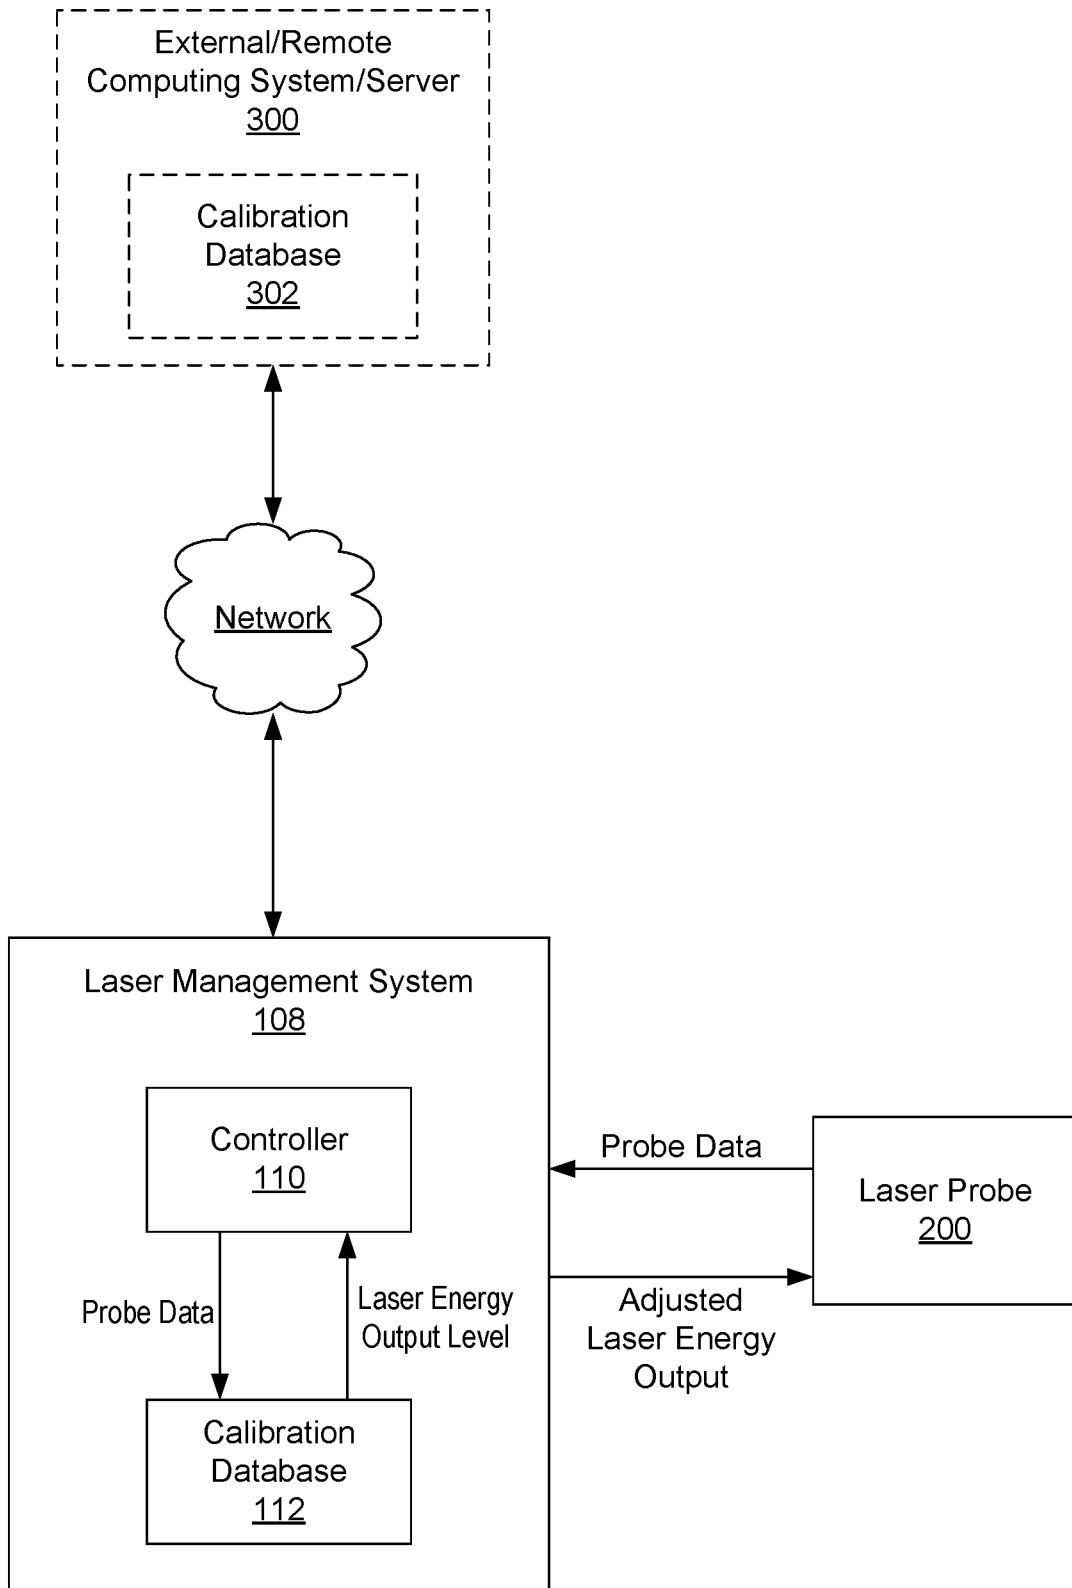 External/Remote
Computing System/Server
300
Calibration
Database
302
Network
Laser Management System
108
Controller
110
Probe Data
Laser Energy
Output Level
Calibration
Database
112
Probe Data
Adjusted
Laser Energy
Output
Laser Probe
200